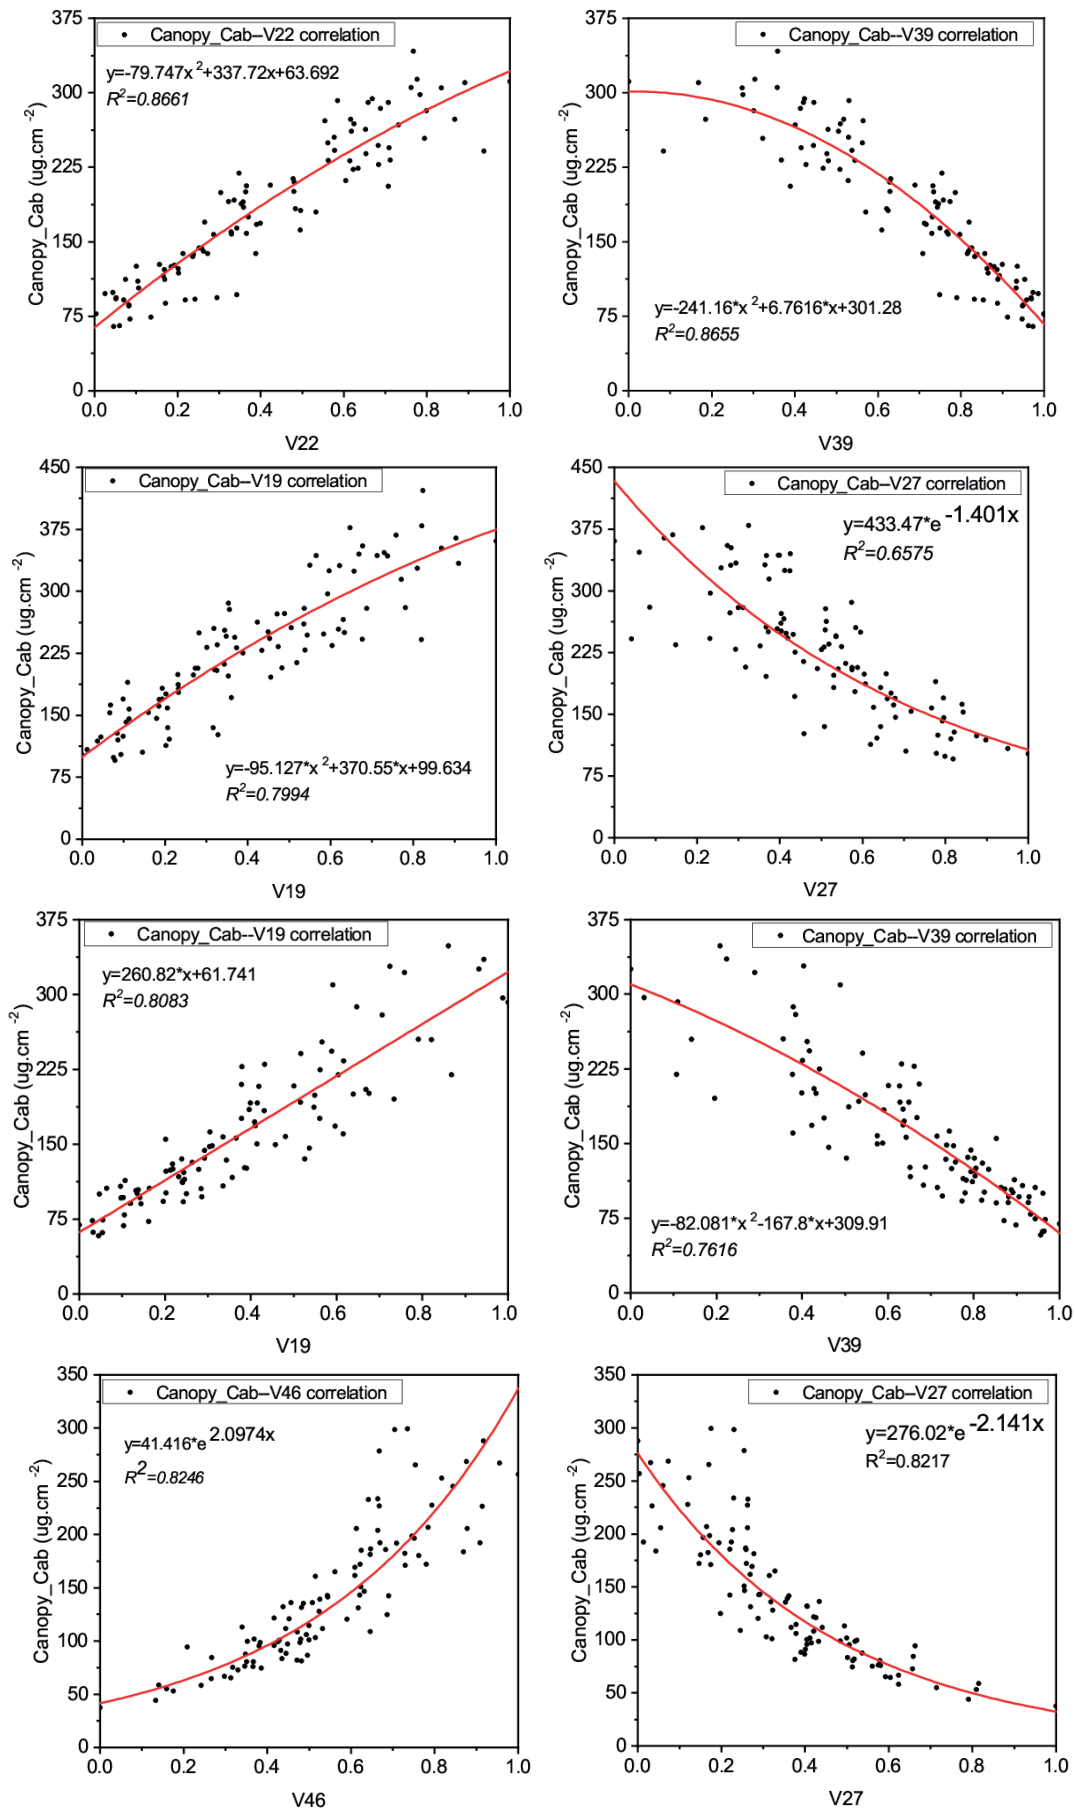 375
300
225
150
75
0
Canopy_Cab (ug.cm -2)
Canopy_Cab--V22 correlation
y=-79.747x 2+337.72x+63.692
R2=0.8661
0.0 0.2 0.4 0.6 0.8 1.0
V22
375
300
225
150
75
0
Canopy_Cab (ug.cm -2)
Canopy_Cab--V39 correlation
y=-241.16*x 2+6.7616*x+301.28
R2=0.8655
0.0 0.2 0.4 0.6 0.8 1.0
V39
450
375
300
225
150
75
0
Canopy_Cab (ug.cm -2)
Canopy_Cab--V19 correlation
y=-95.127*x 2+370.55*x+99.634
R2=0.7994
0.0 0.2 0.4 0.6 0.8 1.0
V19
450
375
300
225
150
75
0
Canopy_Cab (ug.cm -2)
Canopy_Cab--V27 correlation
y=433.47*e -1.401x
R2=0.6575
0.0 0.2 0.4 0.6 0.8 1.0
V27
375
300
225
150
75
0
Canopy_Cab (ug.cm -2)
Canopy_Cab--V19 correlation
y=260.82*x+61.741
R2=0.8083
0.0 0.2 0.4 0.6 0.8 1.0
V19
375
300
225
150
75
0
Canopy_Cab (ug.cm -2)
Canopy_Cab--V39 correlation
y=-82.081*x 2-167.8*x+309.91
R2=0.7616
0.0 0.2 0.4 0.6 0.8 1.0
V39
350
300
250
200
150
100
50
0
Canopy_Cab (ug.cm -2)
Canopy_Cab--V46 correlation
y=41.416*e 2.0974x
R2=0.8246
0.0 0.2 0.4 0.6 0.8 1.0
V46
350
300
250
200
150
100
50
0
Canopy_Cab (ug.cm -2)
Canopy_Cab--V27 correlation
y=276.02*e -2.141x
R2=0.8217
0.0 0.2 0.4 0.6 0.8 1.0
V27